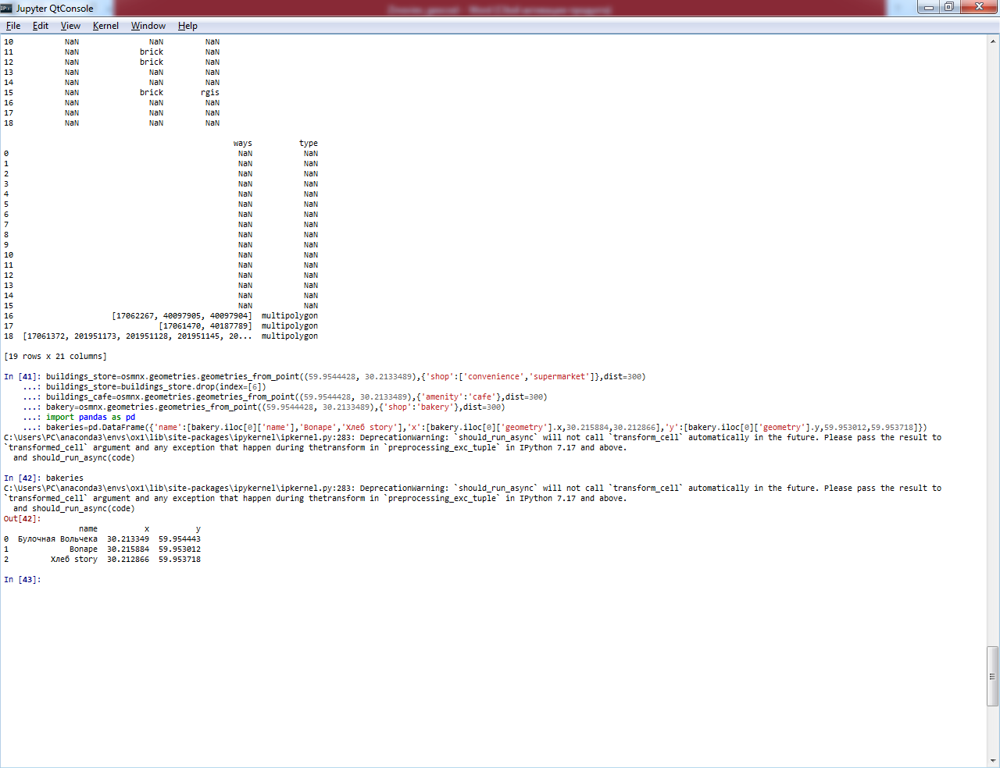 Jupyter QtConsole
File Edit View Kernel Window Help
10 NaN NaN NaN
11 NaN brick NaN
12 NaN brick NaN
13 NaN NaN NaN
14 NaN NaN NaN
15 NaN brick rgis
16 NaN NaN NaN
17 NaN NaN NaN
18 NaN NaN NaN
ways type
0 NaN NaN
1 NaN NaN
2 NaN NaN
3 NaN NaN
4 NaN NaN
5 NaN NaN
6 NaN NaN
7 NaN NaN
8 NaN NaN
9 NaN NaN
10 NaN NaN
11 NaN NaN
12 NaN NaN
13 NaN NaN
14 NaN NaN
15 NaN NaN
16 [17062267, 40097905, 40097904] multipolygon
17 [17061470, 40187789] multipolygon
18 [17061372, 201951173, 201951128, 201951145, 20... multipolygon
[19 rows x 21 columns]
In [41]: buildings_store=osmnx.geometries.geometries_from_point((59.9544428, 30.2133489),{'shop':['convenience','supermarket']},dist=300)
...: buildings_store=buildings_store.drop(index=[6])
...: buildings_cafe=osmnx.geometries.geometries_from_point((59.9544428, 30.2133489),{'amenity':'cafe'},dist=300)
...: bakery=osmnx.geometries.geometries_from_point((59.9544428, 30.2133489),{'shop':'bakery'},dist=300)
...: import pandas as pd
...: bakeries=pd.DataFrame({'name':[bakery.iloc[0]['name'],'Bonape','Хлеб story'],'x':[bakery.iloc[0]['geometry'].x,30.215884,30.212866],'y':[bakery.iloc[0]['geometry'].y,59.953012,59.953718]})
C:\Users\PC\anaconda3\envs\ox1\lib\site-packages\ipykernel\ipkernel.py:283: DeprecationWarning: `should_run_async` will not call `transform_cell` automatically in the future. Please pass the result to
`transformed_cell` argument and any exception that happen during thetransform in `preprocessing_exc_tuple` in IPython 7.17 and above.
and should_run_async(code)
In [42]: bakeries
C:\Users\PC\anaconda3\envs\ox1\lib\site-packages\ipykernel\ipkernel.py:283: DeprecationWarning: `should_run_async` will not call `transform_cell` automatically in the future. Please pass the result to
`transformed_cell` argument and any exception that happen during thetransform in `preprocessing_exc_tuple` in IPython 7.17 and above.
and should_run_async(code)
Out[42]:
name x y
0 Булочная Вольчека 30.213349 59.954443
1 Bonape 30.215884 59.953012
2 Хлеб story 30.212866 59.953718
In [43]: